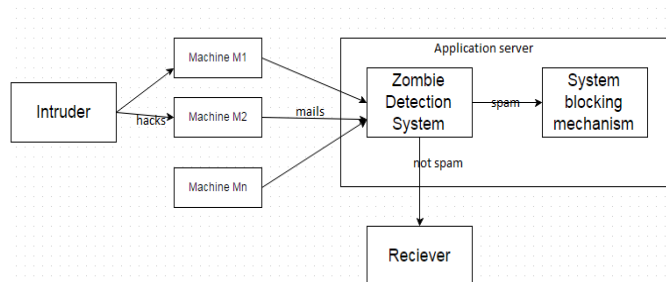 Application server
Machine M1
Intruder
hacks
Machine M2
mails
Machine Mn
Zombie
Detection
System
spam
System
blocking
mechanism
not spam
Reciever